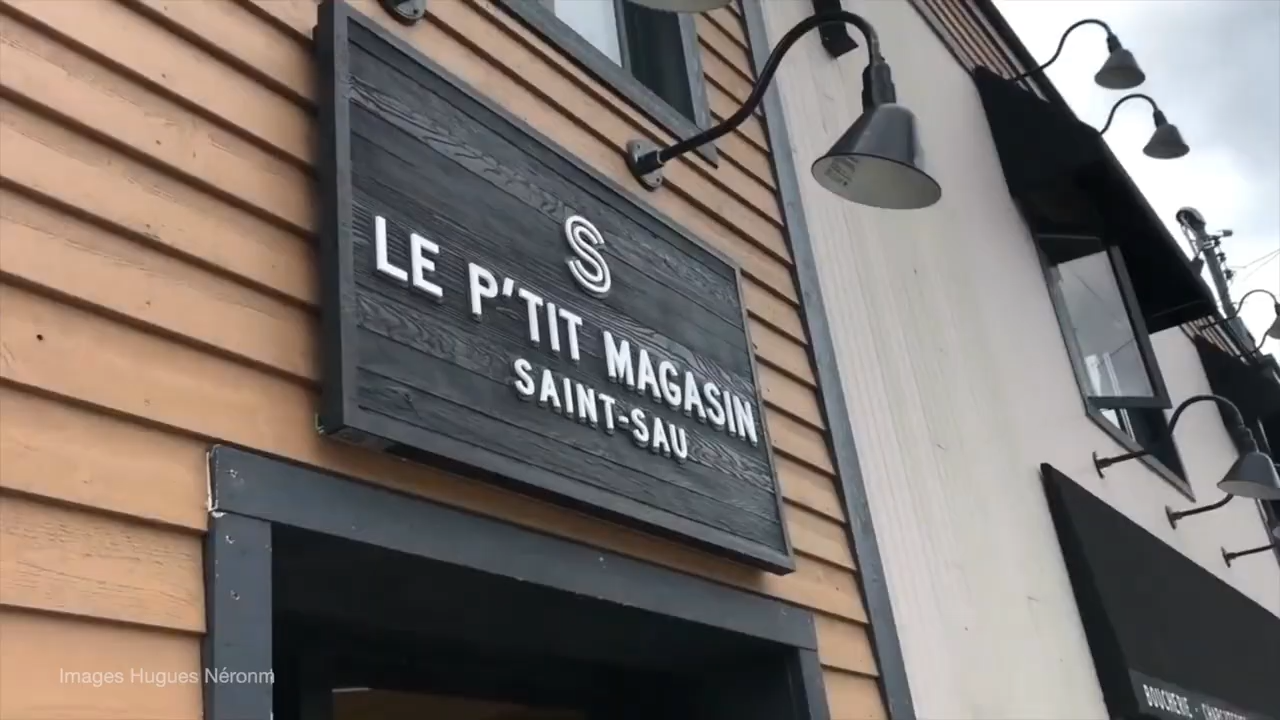 S
LE P'TIT MAGASIN
SAINT-SAU
BOUCHERIE -
Images Hugues Néronm